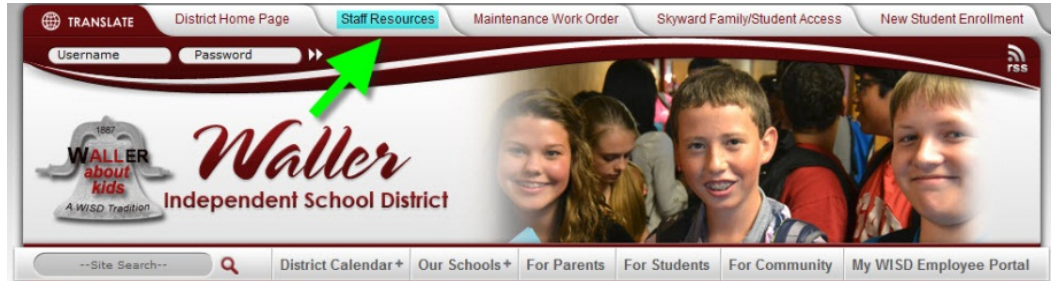 TRANSLATE District Home Page Staff Resources Maintenance Work Order Skyward Family/Student Access New Student Enrollment
Username Password
rss
1887
WALLER
about
kids
A WISD Tradition
Waller
Independent School District
--Site Search-- District Calendar+ Our Schools+ For Parents For Students For Community My WISD Employee Portal